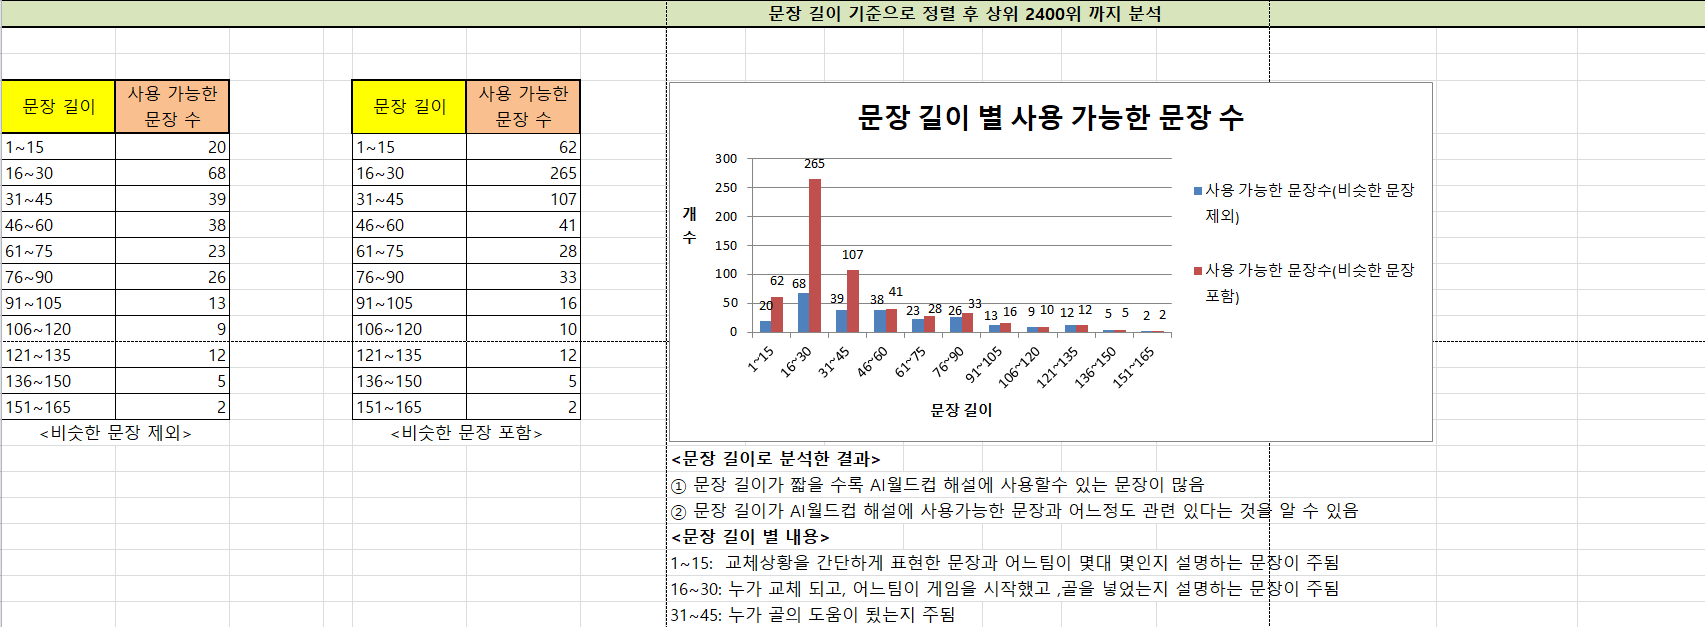 문장 길이 기준으로 정렬 후 상위 2400위 까지 분석
문장 길이 사용 가능한 문장 수
1~15 20
16~30 68
31~45 39
46~60 38
61~75 23
76~90 26
91~105 13
106~120 9
121~135 12
136~150 5
151~165 2
<비슷한 문장 제외>
문장 길이 사용 가능한 문장 수
1~15 62
16~30 265
31~45 107
46~60 41
61~75 28
76~90 33
91~105 16
106~120 10
121~135 12
136~150 5
151~165 2
<비슷한 문장 포함>
문장 길이 별 사용 가능한 문장 수
개수
300
250
200
150
100
50
0
20 62 68 265 39 107 38 41 23 28 26 33 13 16 9 10 12 12 5 5 2 2
1~15 16~30 31~45 46~60 61~75 76~90 91~105 106~120 121~135 136~150 151~165
문장 길이
사용 가능한 문장수(비슷한 문장
제외)
사용 가능한 문장수(비슷한 문장
포함)
<문장 길이로 분석한 결과>
① 문장 길이가 짧을 수록 AI월드컵 해설에 사용할수 있는 문장이 많음
② 문장 길이가 AI월드컵 해설에 사용가능한 문장과 어느정도 관련 있다는 것을 알 수 있음
<문장 길이 별 내용>
1~15: 교체상황을 간단하게 표현한 문장과 어느팀이 몇대 몇인지 설명하는 문장이 주됨
16~30: 누가 교체 되고, 어느팀이 게임을 시작했고 ,골을 넣었는지 설명하는 문장이 주됨
31~45: 누가 골의 도움이 됬는지 주됨